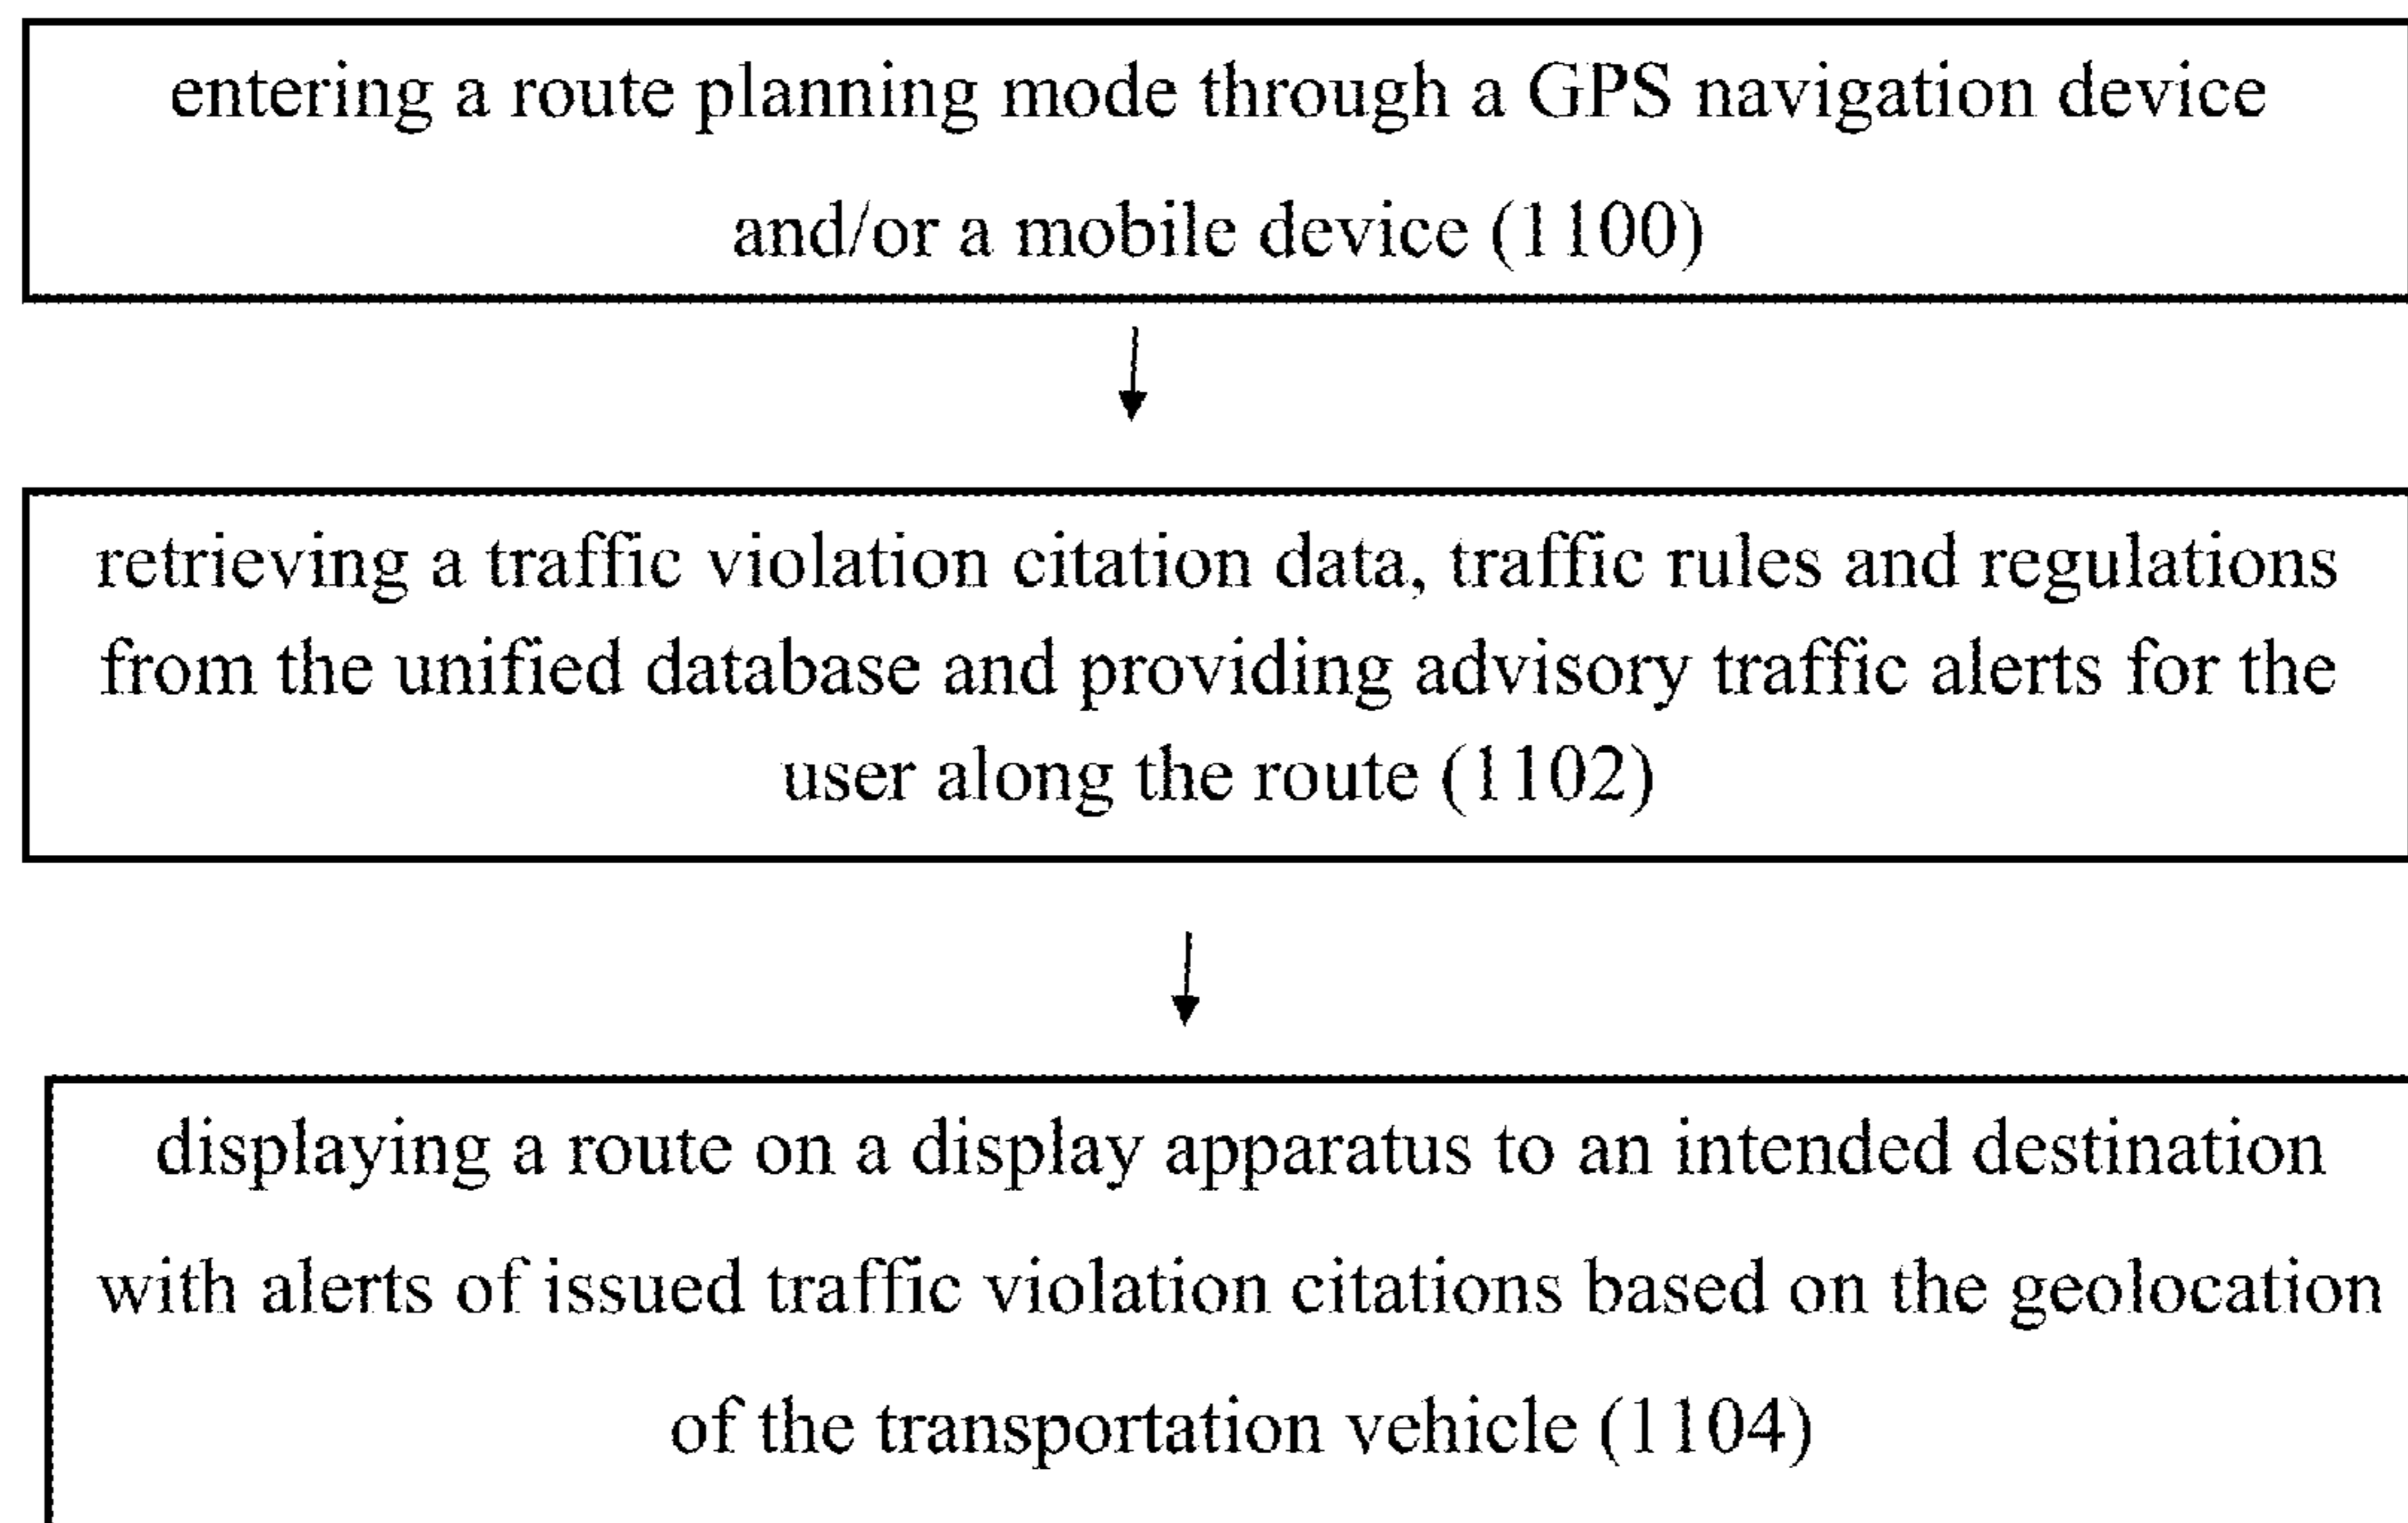 entering a route planning mode through a GPS navigation device
and/or a mobile device (1100)
retrieving a traffic violation citation data, traffic rules and regulations
from the unified database and providing advisory traffic alerts for the
user along the route (1102)
displaying a route on a display apparatus to an intended destination
with alerts of issued traffic violation citations based on the geolocation
of the transportation vehicle (1104)